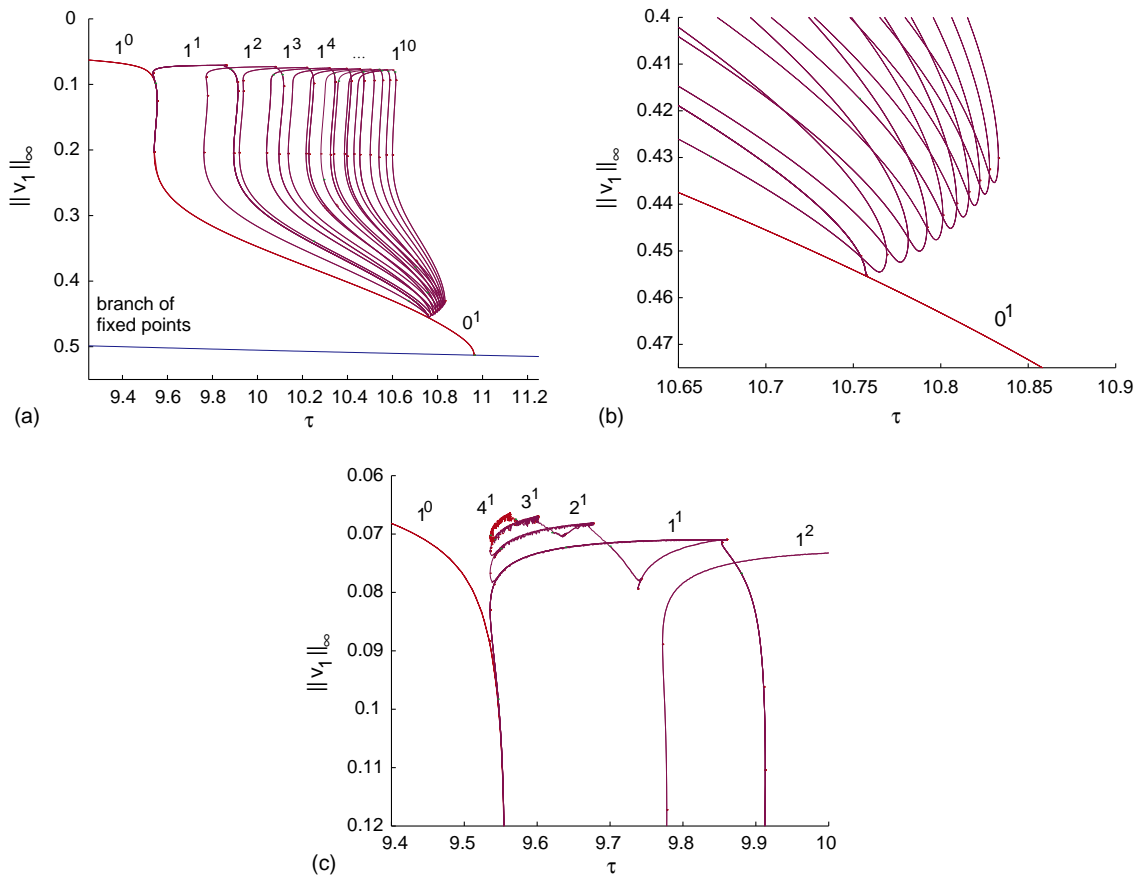 0
0.1
0.2
0.3
0.4
0.5
|| v₁ ||∞
1⁰ 1¹ 1² 1³ 1⁴ ... 1¹⁰
0¹
branch of
fixed points
9.4 9.6 9.8 10 10.2 10.4 10.6 10.8 11 11.2
τ
(a)
0.4
0.41
0.42
0.43
0.44
0.45
0.46
0.47
|| v₁ ||∞
0¹
10.65 10.7 10.75 10.8 10.85 10.9
τ
(b)
0.06
0.07
0.08
0.09
0.1
0.11
0.12
|| v₁ ||∞
1⁰ 4¹ 3¹ 2¹ 1¹ 1²
9.4 9.5 9.6 9.7 9.8 9.9 10
τ
(c)